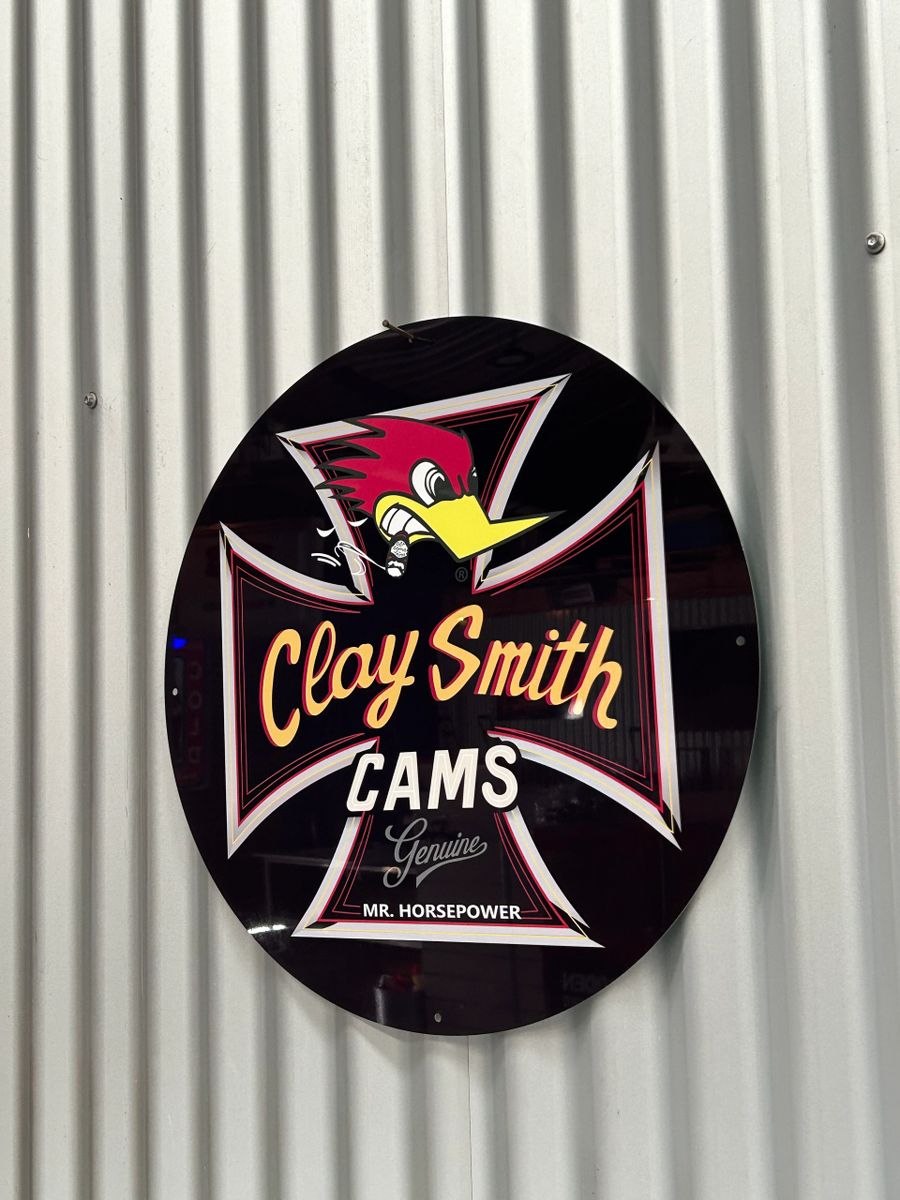 ®
Clay Smith
CAMS
Genuine
MR. HORSEPOWER